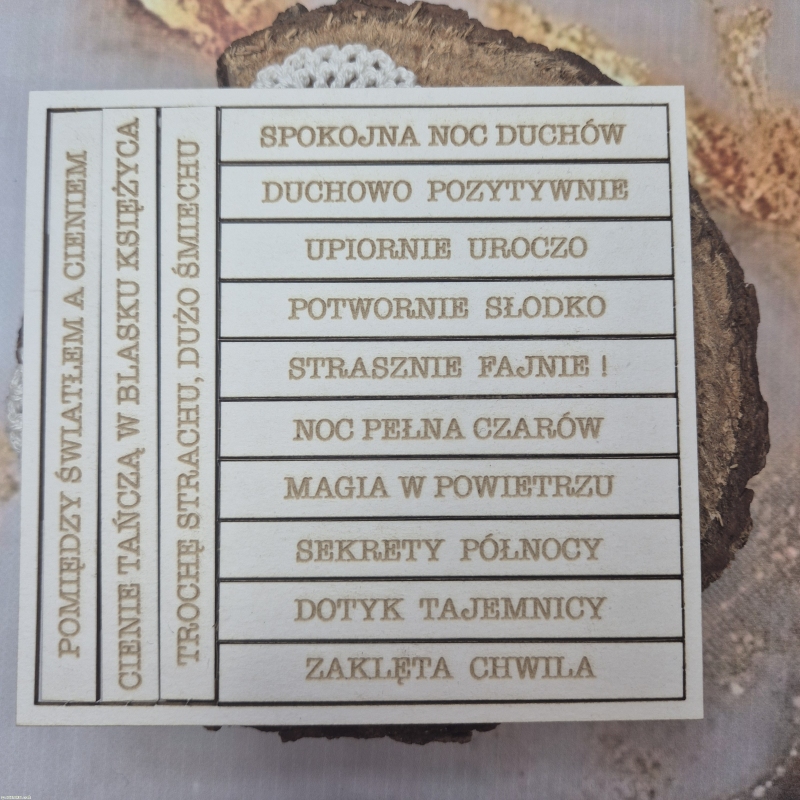 POMIĘDZY ŚWIATŁEM A CIENIEM
CIENIE TAŃCZĄ W BLASKU KSIĘŻYCA
TROCHĘ STRACHU, DUŻO ŚMIECHU
SPOKOJNA NOC DUCHÓW
DUCHOWO POZYTYWNIE
UPIORNIE UROCZO
POTWORNIE SŁODKO
STRASZNIE FAJNIE !
NOC PEŁNA CZARÓW
MAGIA W POWIETRZU
SEKRETY PÓŁNOCY
DOTYK TAJEMNICY
ZAKLĘTA CHWILA